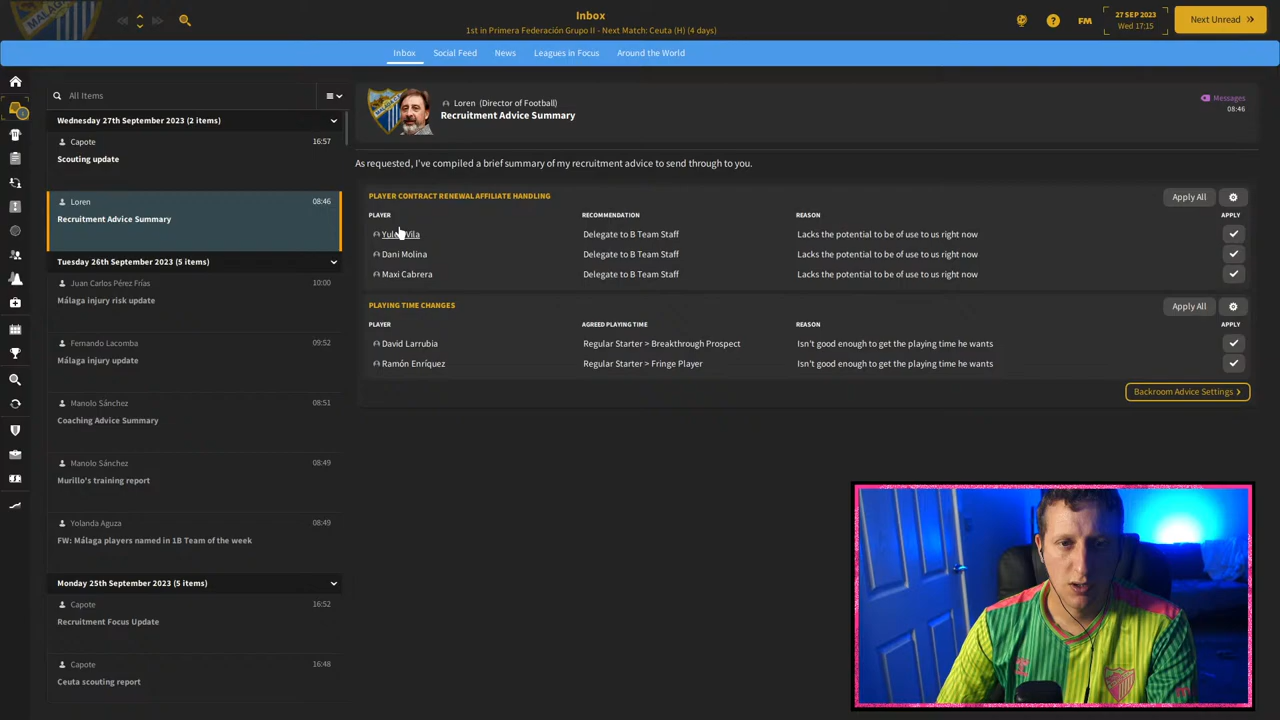 Inbox
1st in Primera Federación Grupo II - Next Match: Ceuta (H) (4 days)
FM
27 SEP 2023
Wed 17:15
Next Unread
Inbox
Social Feed
News
Leagues in Focus
Around the World
All Items
Wednesday 27th September 2023 (2 items)
Capote
16:57
Scouting update
Loren
08:46
Recruitment Advice Summary
Tuesday 26th September 2023 (5 items)
Juan Carlos Pérez Frías
10:00
Málaga injury risk update
Fernando Lacomba
09:52
Málaga injury update
Manolo Sánchez
08:51
Coaching Advice Summary
Manolo Sánchez
08:49
Murillo's training report
Yolanda Aguza
08:49
FW: Málaga players named in 1B Team of the week
Monday 25th September 2023 (5 items)
Capote
16:52
Recruitment Focus Update
Capote
16:48
Ceuta scouting report
Loren (Director of Football)
Recruitment Advice Summary
Messages
08:46
As requested, I've compiled a brief summary of my recruitment advice to send through to you.
PLAYER CONTRACT RENEWAL AFFILIATE HANDLING
Apply All
PLAYER RECOMMENDATION REASON APPLY
Vila Delegate to B Team Staff Lacks the potential to be of use to us right now
Dani Molina Delegate to B Team Staff Lacks the potential to be of use to us right now
Maxi Cabrera Delegate to B Team Staff Lacks the potential to be of use to us right now
PLAYING TIME CHANGES
Apply All
PLAYER AGREED PLAYING TIME REASON APPLY
David Larrubia Regular Starter > Breakthrough Prospect Isn't good enough to get the playing time he wants
Ramón Enríquez Regular Starter > Fringe Player Isn't good enough to get the playing time he wants
Backroom Advice Settings